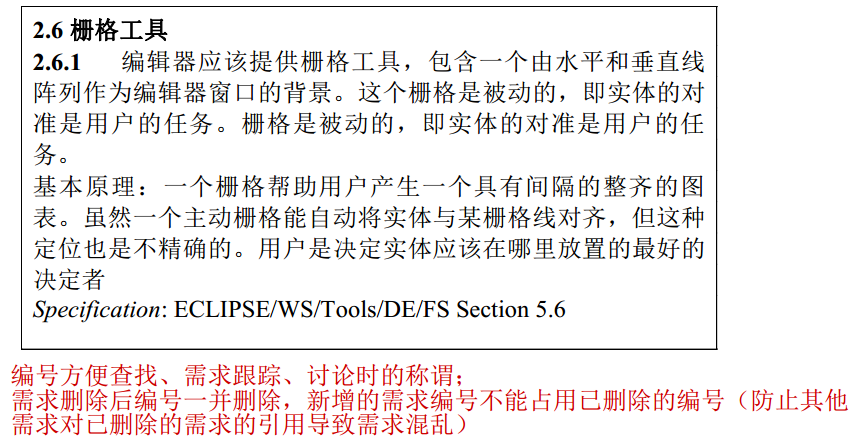 2.6 栅格工具
2.6.1 编辑器应该提供栅格工具，包含一个由水平和垂直线
阵列作为编辑器窗口的背景。这个栅格是被动的，即实体的对
准是用户的任务。栅格是被动的，即实体的对准是用户的任
务。
基本原理：一个栅格帮助用户产生一个具有间隔的整齐的图
表。虽然一个主动栅格能自动将实体与某栅格线对齐，但这种
定位也是不精确的。用户是决定实体应该在哪里放置的最好的
决定者
Specification: ECLIPSE/WS/Tools/DE/FS Section 5.6
编号方便查找、需求跟踪、讨论时的称谓；
需求删除后编号一并删除，新增的需求编号不能占用已删除的编号（防止其他
需求对已删除的需求的引用导致需求混乱）